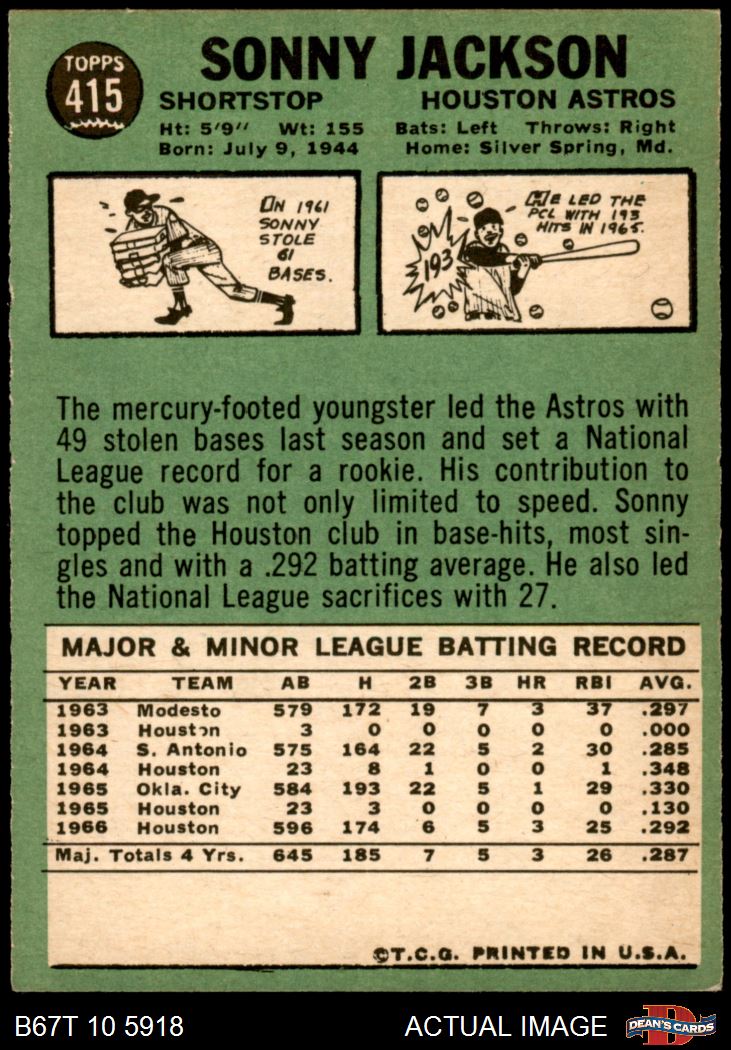 TOPPS
415
SONNY JACKSON
SHORTSTOP HOUSTON ASTROS
Ht: 5'9" Wt: 155 Bats: Left Throws: Right
Born: July 9, 1944 Home: Silver Spring, Md.
IN 1961
SONNY
STOLE
61
BASES.
HE LED THE
PCL WITH 193
HITS IN 1965.
193
The mercury-footed youngster led the Astros with
49 stolen bases last season and set a National
League record for a rookie. His contribution to
the club was not only limited to speed. Sonny
topped the Houston club in base-hits, most sin-
gles and with a .292 batting average. He also led
the National League sacrifices with 27.
MAJOR & MINOR LEAGUE BATTING RECORD
YEAR TEAM AB H 2B 3B HR RBI AVG.
1963 Modesto 579 172 19 7 3 37 .297
1963 Houston 3 0 0 0 0 0 .000
1964 S. Antonio 575 164 22 5 2 30 .285
1964 Houston 23 8 1 0 0 1 .348
1965 Okla. City 584 193 22 5 1 29 .330
1965 Houston 23 3 0 0 0 0 .130
1966 Houston 596 174 6 5 3 25 .292
Maj. Totals 4 Yrs. 645 185 7 5 3 26 .287
©T.C.G. PRINTED IN U.S.A.
B67T 10 5918 ACTUAL IMAGE
D
DEAN'S CARDS